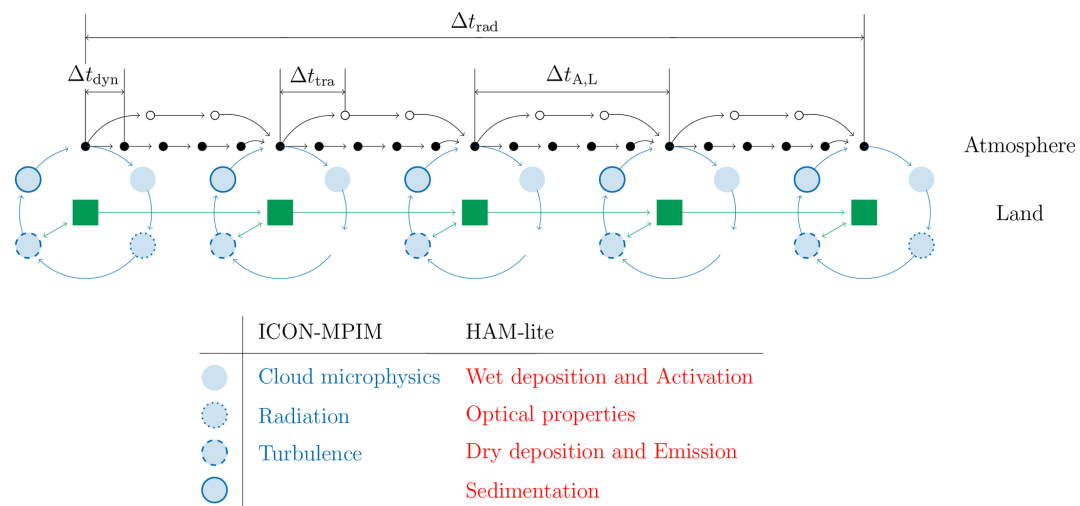 Δt_rad
Δt_dyn Δt_tra Δt_A,L
Atmosphere
Land
ICON-MPIM HAM-lite
Cloud microphysics Wet deposition and Activation
Radiation Optical properties
Turbulence Dry deposition and Emission
Sedimentation